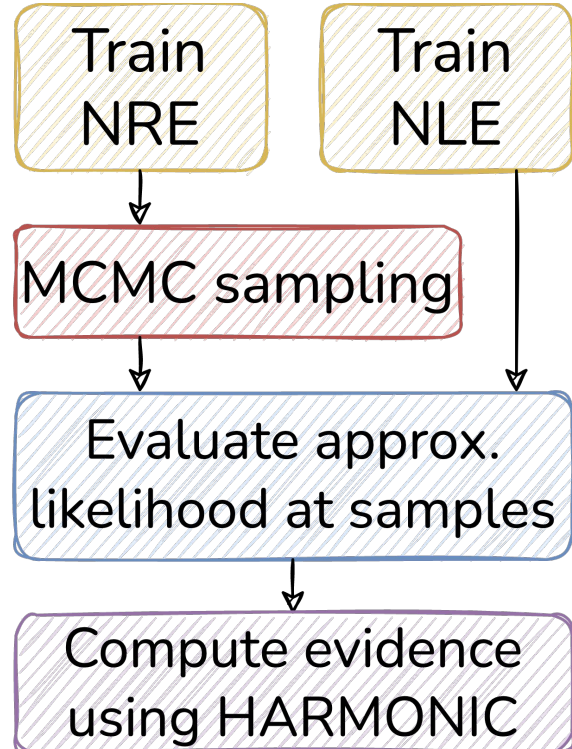 Train
NRE
Train
NLE
MCMC sampling
Evaluate approx.
likelihood at samples
Compute evidence
using HARMONIC